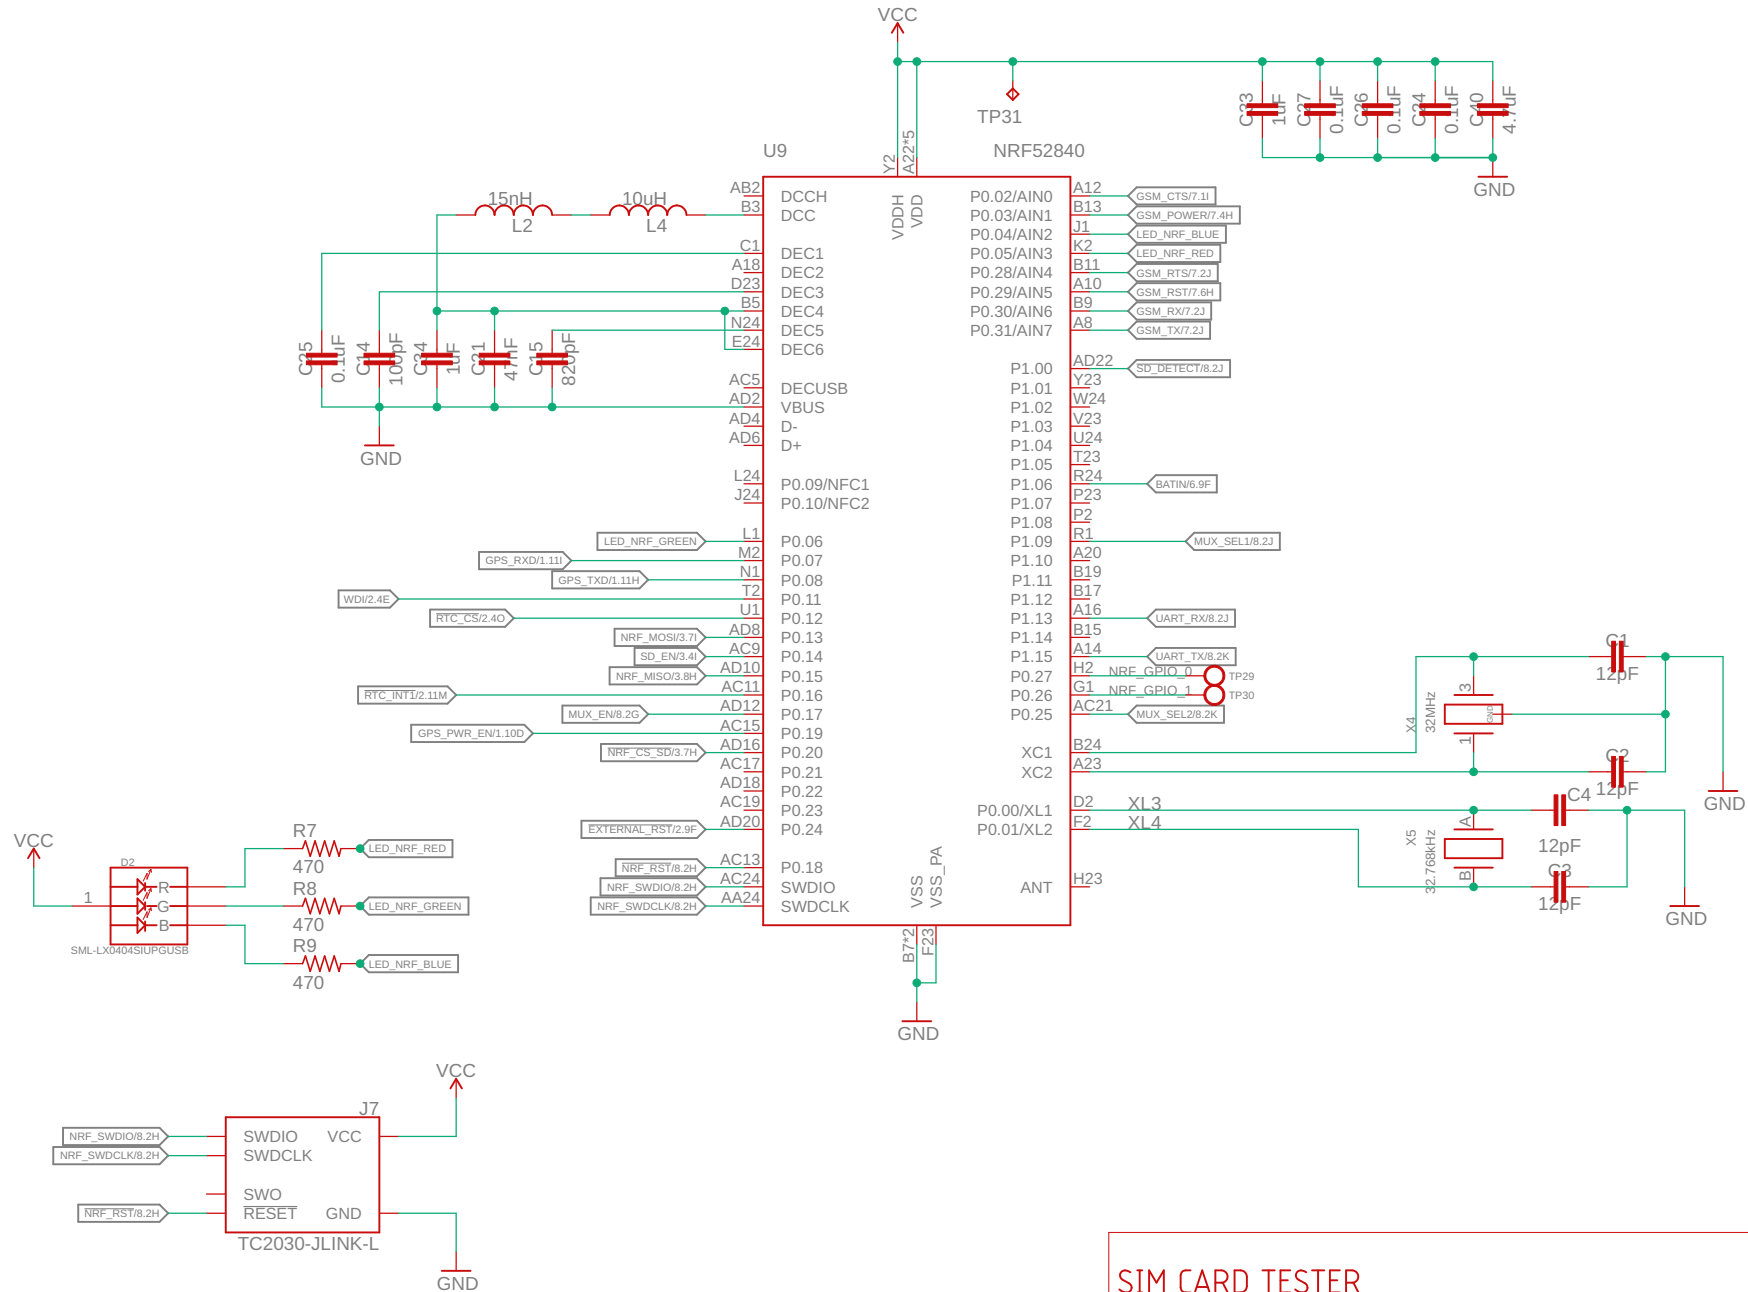 VCC
TP31
C33
1uF
C27
0.1uF
C26
0.1uF
C24
0.1uF
C40
4.7uF
GND
U9
NRF52840
Y2
A22*5
VDDH
VDD
15nH
L2
10uH
L4
AB2 DCCH
B3 DCC
C1 DEC1
A18 DEC2
D23 DEC3
B5 DEC4
N24 DEC5
E24 DEC6
AC5 DECUSB
AD2 VBUS
AD4 D-
AD6 D+
L24 P0.09/NFC1
J24 P0.10/NFC2
C25
0.1uF
C14
100pF
C34
1uF
C21
47nF
C15
820pF
GND
LED_NRF_GREEN L1 P0.06
GPS_RXD/1.11I M2 P0.07
GPS_TXD/1.11H N1 P0.08
WDI/2.4E T2 P0.11
RTC_CS/2.4O U1 P0.12
NRF_MOSI/3.7I AD8 P0.13
SD_EN/3.4I AC9 P0.14
NRF_MISO/3.8H AD10 P0.15
RTC_INT1/2.11M AC11 P0.16
MUX_EN/8.2G AD12 P0.17
GPS_PWR_EN/1.10D AC15 P0.19
NRF_CS_SD/3.7H AD16 P0.20
AC17 P0.21
AD18 P0.22
AC19 P0.23
EXTERNAL_RST/2.9F AD20 P0.24
NRF_RST/8.2H AC13 P0.18
NRF_SWDIO/8.2H AC24 SWDIO
NRF_SWDCLK/8.2H AA24 SWDCLK
P0.02/AIN0 A12 GSM_CTS/7.1I
P0.03/AIN1 B13 GSM_POWER/7.4H
P0.04/AIN2 J1 LED_NRF_BLUE
P0.05/AIN3 K2 LED_NRF_RED
P0.28/AIN4 B11 GSM_RTS/7.2J
P0.29/AIN5 A10 GSM_RST/7.6H
P0.30/AIN6 B9 GSM_RX/7.2J
P0.31/AIN7 A8 GSM_TX/7.2J
P1.00 AD22 SD_DETECT/8.2J
P1.01 Y23
P1.02 W24
P1.03 V23
P1.04 U24
P1.05 T23
P1.06 R24 BATIN/6.9F
P1.07 P23
P1.08 P2
P1.09 R1 MUX_SEL1/8.2J
P1.10 A20
P1.11 B19
P1.12 B17
P1.13 A16 UART_RX/8.2J
P1.14 B15
P1.15 A14 UART_TX/8.2K
P0.27 H2 NRF_GPIO_0 TP29
P0.26 G1 NRF_GPIO_1 TP30
P0.25 AC21 MUX_SEL2/8.2K
XC1 B24
XC2 A23
P0.00/XL1 D2 XL3
P0.01/XL2 F2 XL4
ANT H23
VSS
VSS_PA
B7*2
F23
GND
C1
12pF
3
X4
32MHz
GND
1
C2
12pF
GND
C4
12pF
A
X5
32.768kHz
B
C3
12pF
GND
VCC
D2
1
R
G
B
SML-LX0404SIUPGUSB
R7
470
LED_NRF_RED
R8
470
LED_NRF_GREEN
R9
470
LED_NRF_BLUE
VCC
J7
NRF_SWDIO/8.2H SWDIO VCC
NRF_SWDCLK/8.2H SWDCLK
SWO
NRF_RST/8.2H RESET GND
TC2030-JLINK-L
GND
SIM CARD TESTER